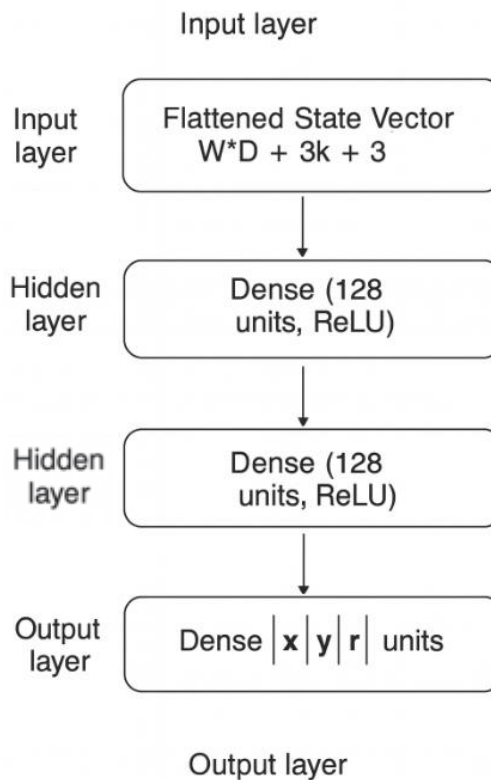 Input layer
Input
layer
Flattened State Vector
W*D + 3k + 3
Hidden
layer
Dense (128
units, ReLU)
Hidden
layer
Dense (128
units, ReLU)
Output
layer
Dense |x|y|r| units
Output layer